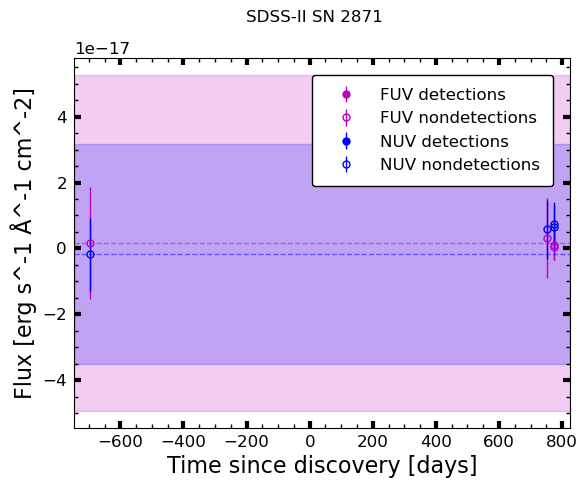 SDSS-II SN 2871
1e−17
FUV detections
FUV nondetections
NUV detections
NUV nondetections
4
2
0
−2
−4
Flux [erg s^-1 Å^-1 cm^-2]
−600 −400 −200 0 200 400 600 800
Time since discovery [days]